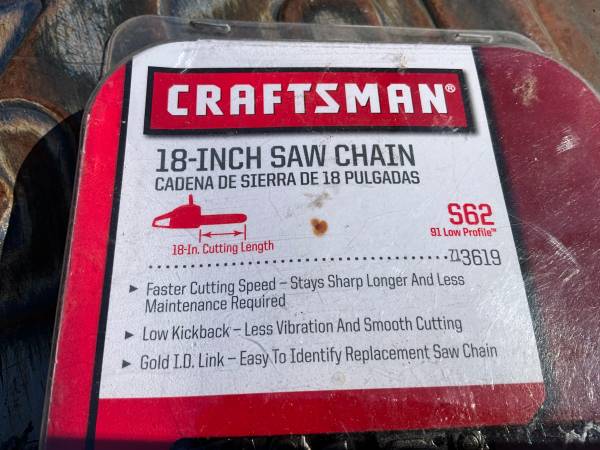 CRAFTSMAN®
18-INCH SAW CHAIN
CADENA DE SIERRA DE 18 PULGADAS
S62
91 Low Profile™
18-In. Cutting Length
713619
▸ Faster Cutting Speed – Stays Sharp Longer And Less
Maintenance Required
▸ Low Kickback – Less Vibration And Smooth Cutting
▸ Gold I.D. Link – Easy To Identify Replacement Saw Chain